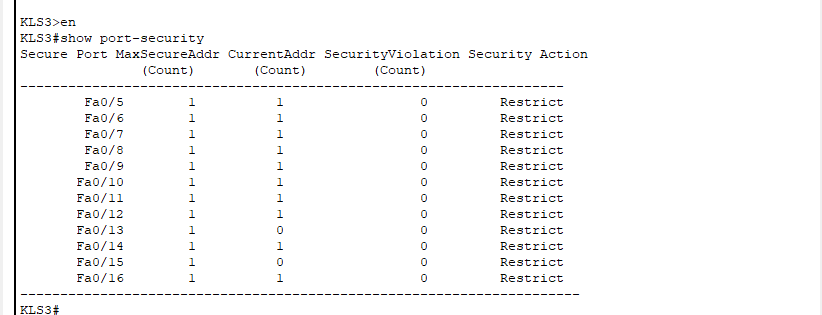 KLS3>en
KLS3#show port-security
Secure Port MaxSecureAddr CurrentAddr SecurityViolation Security Action
(Count) (Count) (Count)
--------------------------------------------------------------------
Fa0/5 1 1 0 Restrict
Fa0/6 1 1 0 Restrict
Fa0/7 1 1 0 Restrict
Fa0/8 1 1 0 Restrict
Fa0/9 1 1 0 Restrict
Fa0/10 1 1 0 Restrict
Fa0/11 1 1 0 Restrict
Fa0/12 1 1 0 Restrict
Fa0/13 1 0 0 Restrict
Fa0/14 1 1 0 Restrict
Fa0/15 1 0 0 Restrict
Fa0/16 1 1 0 Restrict
----------------------------------------------------------------------
KLS3#